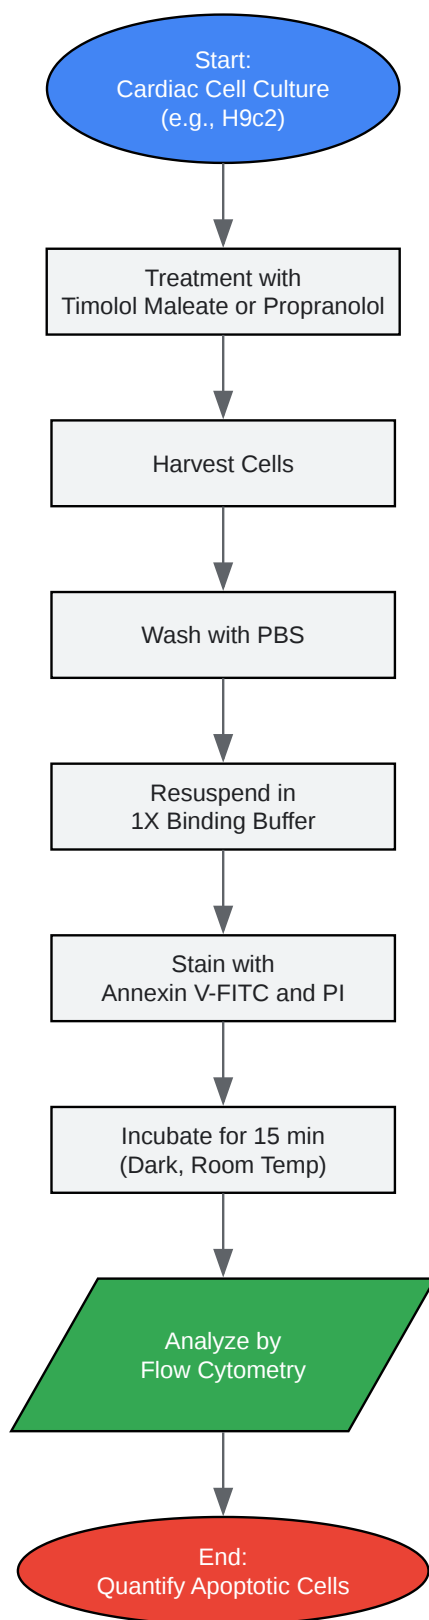 Start:
Cardiac Cell Culture
(e.g., H9c2)
Treatment with
Timolol Maleate or Propranolol
Harvest Cells
Wash with PBS
Resuspend in
1X Binding Buffer
Stain with
Annexin V-FITC and PI
Incubate for 15 min
(Dark, Room Temp)
Analyze by
Flow Cytometry
End:
Quantify Apoptotic Cells